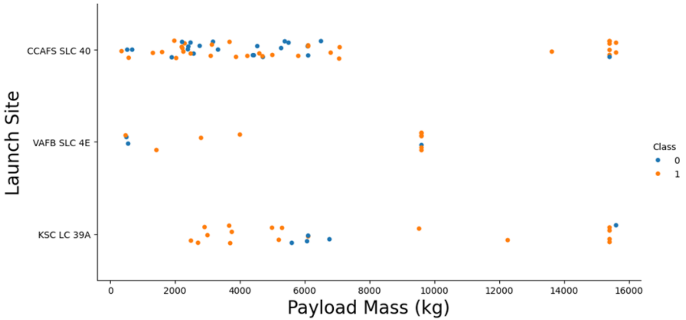 CCAFS SLC 40
VAFB SLC 4E
KSC LC 39A
Launch Site
0 2000 4000 6000 8000 10000 12000 14000 16000
Payload Mass (kg)
Class
0
1